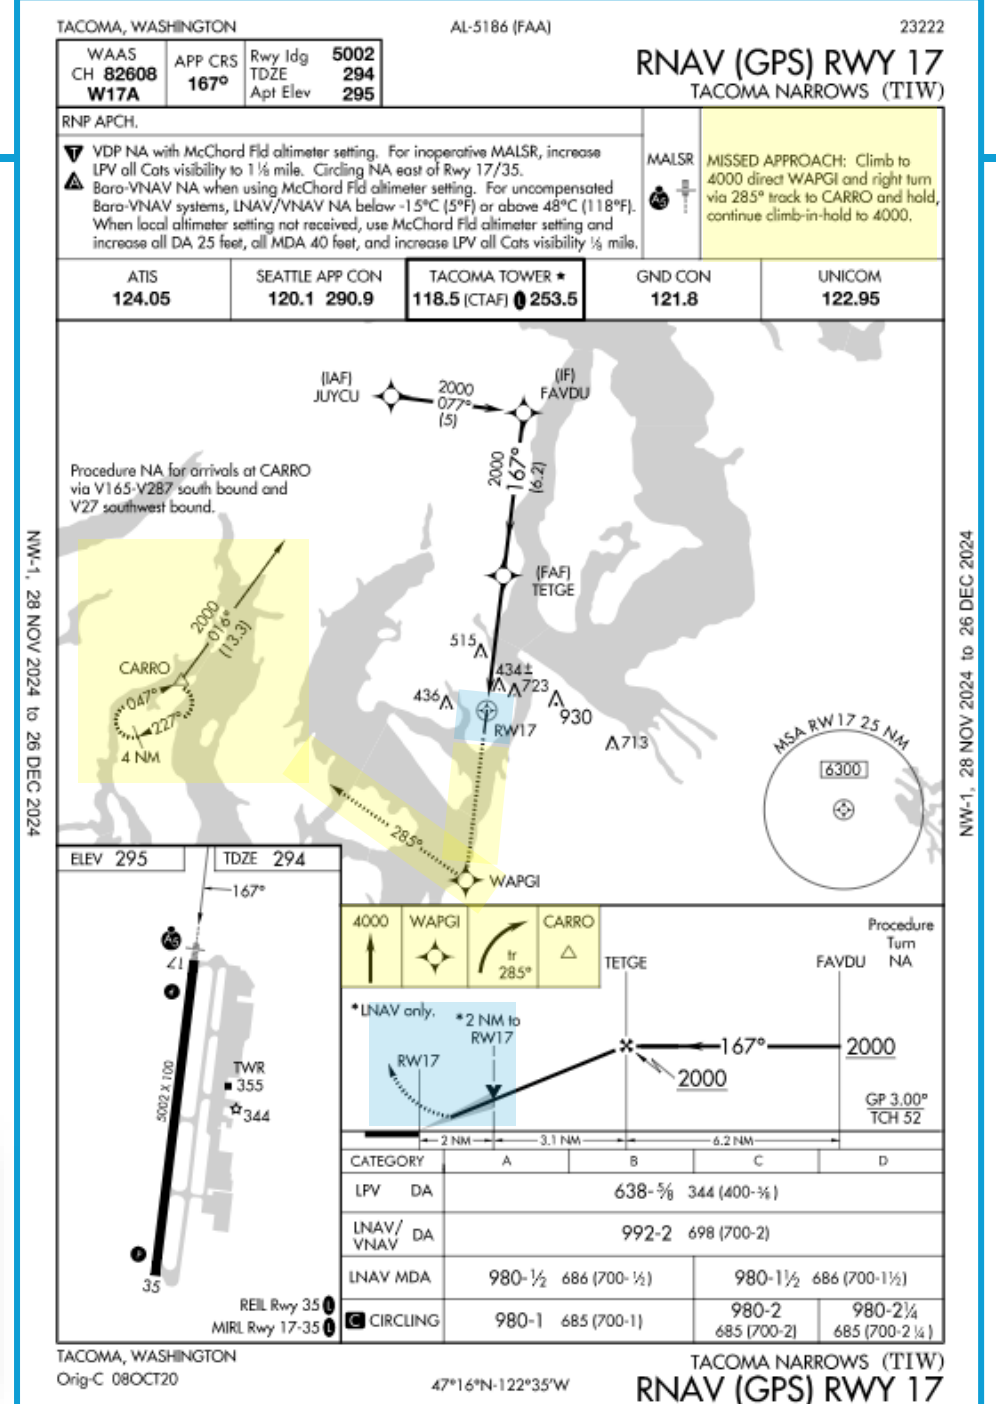 TACOMA, WASHINGTON
AL-5186 (FAA)
23222
WAAS
CH 82608
W17A
APP CRS
167°
Rwy ldg 5002
TDZE 294
Apt Elev 295
RNAV (GPS) RWY 17
TACOMA NARROWS (TIW)
RNP APCH.
T
A
VDP NA with McChord Fld altimeter setting. For inoperative MALSR, increase
LPV all Cats visibility to 1⅛ mile. Circling NA east of Rwy 17/35.
Baro-VNAV NA when using McChord Fld altimeter setting. For uncompensated
Baro-VNAV systems, LNAV/VNAV NA below -15°C (5°F) or above 48°C (118°F).
When local altimeter setting not received, use McChord Fld altimeter setting and
increase all DA 25 feet, all MDA 40 feet, and increase LPV all Cats visibility ⅛ mile.
MALSR
A5
MISSED APPROACH: Climb to
4000 direct WAPGI and right turn
via 285° track to CARRO and hold,
continue climb-in-hold to 4000.
ATIS
124.05
SEATTLE APP CON
120.1 290.9
TACOMA TOWER ★
118.5 (CTAF) L 253.5
GND CON
121.8
UNICOM
122.95
(IAF)
JUYCU
2000
077°
(5)
(IF)
FAVDU
2000
167°
(6.2)
Procedure NA for arrivals at CARRO
via V165-V287 south bound and
V27 southwest bound.
(FAF)
TETGE
2000
016°
(13.3)
CARRO
047°
227°
4 NM
515
434±
723
436
930
RW17
713
MSA RW17 25 NM
6300
285°
WAPGI
NW-1, 28 NOV 2024 to 26 DEC 2024
NW-1, 28 NOV 2024 to 26 DEC 2024
ELEV 295
TDZE 294
167°
A5
17
5002 X 100
TWR
355
344
P
P
35
REIL Rwy 35 L
MIRL Rwy 17-35 L
4000
WAPGI
tr
285°
CARRO
TETGE
FAVDU
Procedure
Turn
NA
*LNAV only.
*2 NM to
RW17
RW17
167°
2000
2000
GP 3.00°
TCH 52
2 NM
3.1 NM
6.2 NM
CATEGORY A B C D
LPV DA 638-⅝ 344 (400-⅝)
LNAV/
VNAV DA 992-2 698 (700-2)
LNAV MDA 980-½ 686 (700-½) 980-1½ 686 (700-1½)
C CIRCLING 980-1 685 (700-1) 980-2 685 (700-2) 980-2¼ 685 (700-2¼)
TACOMA, WASHINGTON
Orig-C 08OCT20
47°16'N-122°35'W
TACOMA NARROWS (TIW)
RNAV (GPS) RWY 17